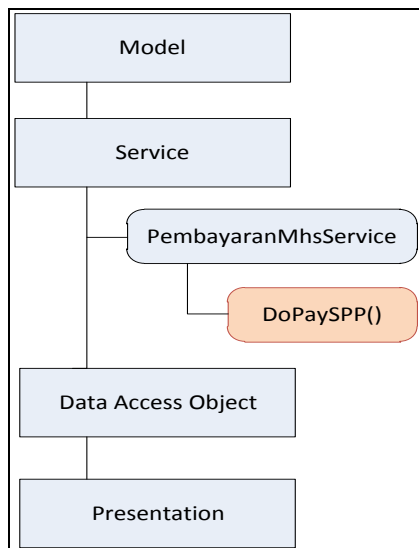 Model
Service
PembayaranMhsService
DoPaySPP()
Data Access Object
Presentation